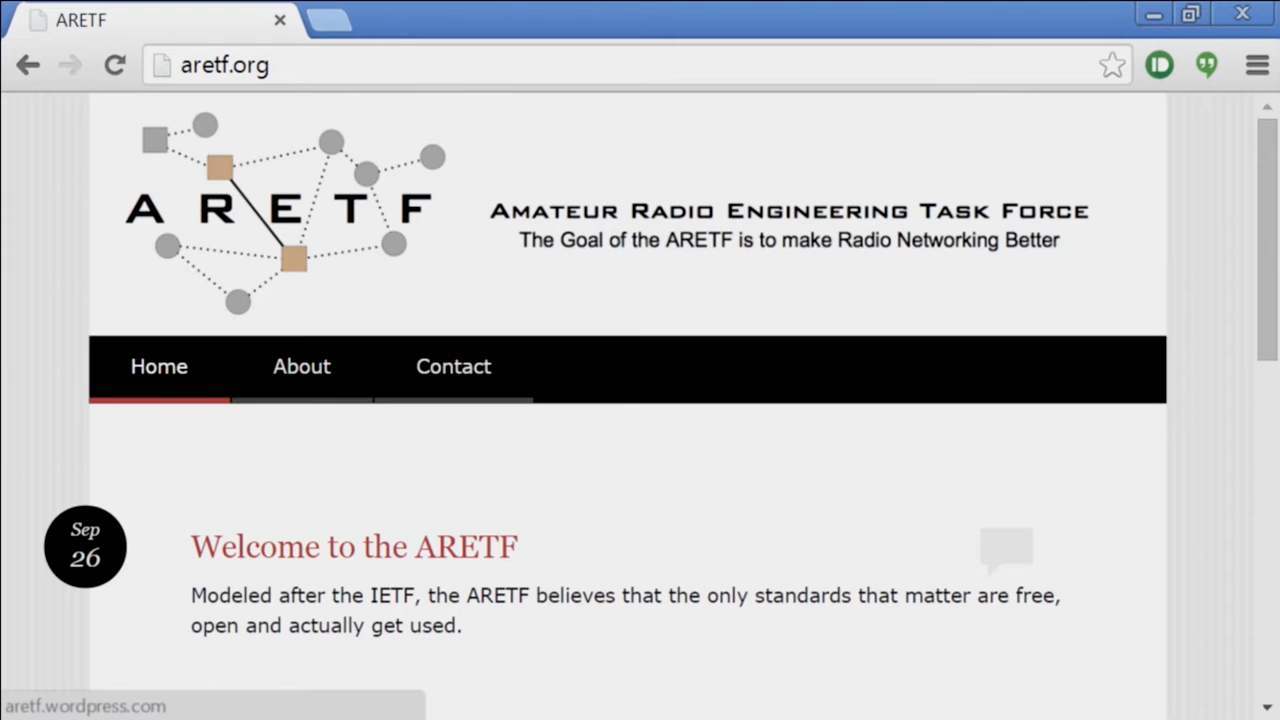 ARETF
aretf.org
A R E T F
Amateur Radio Engineering Task Force
The Goal of the ARETF is to make Radio Networking Better
Home About Contact
Sep
26
Welcome to the ARETF
Modeled after the IETF, the ARETF believes that the only standards that matter are free,
open and actually get used.
aretf.wordpress.com